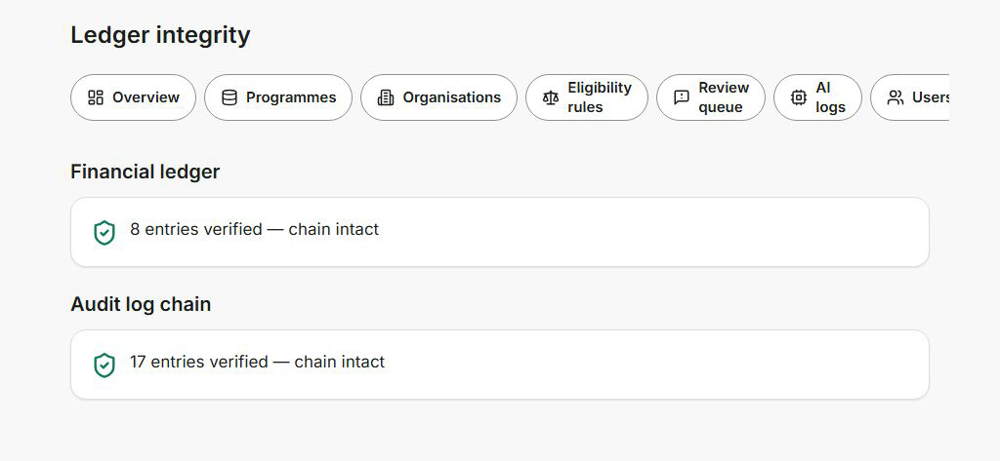 Ledger integrity
Overview
Programmes
Organisations
Eligibility
rules
Review
queue
AI
logs
Users
Financial ledger
8 entries verified — chain intact
Audit log chain
17 entries verified — chain intact